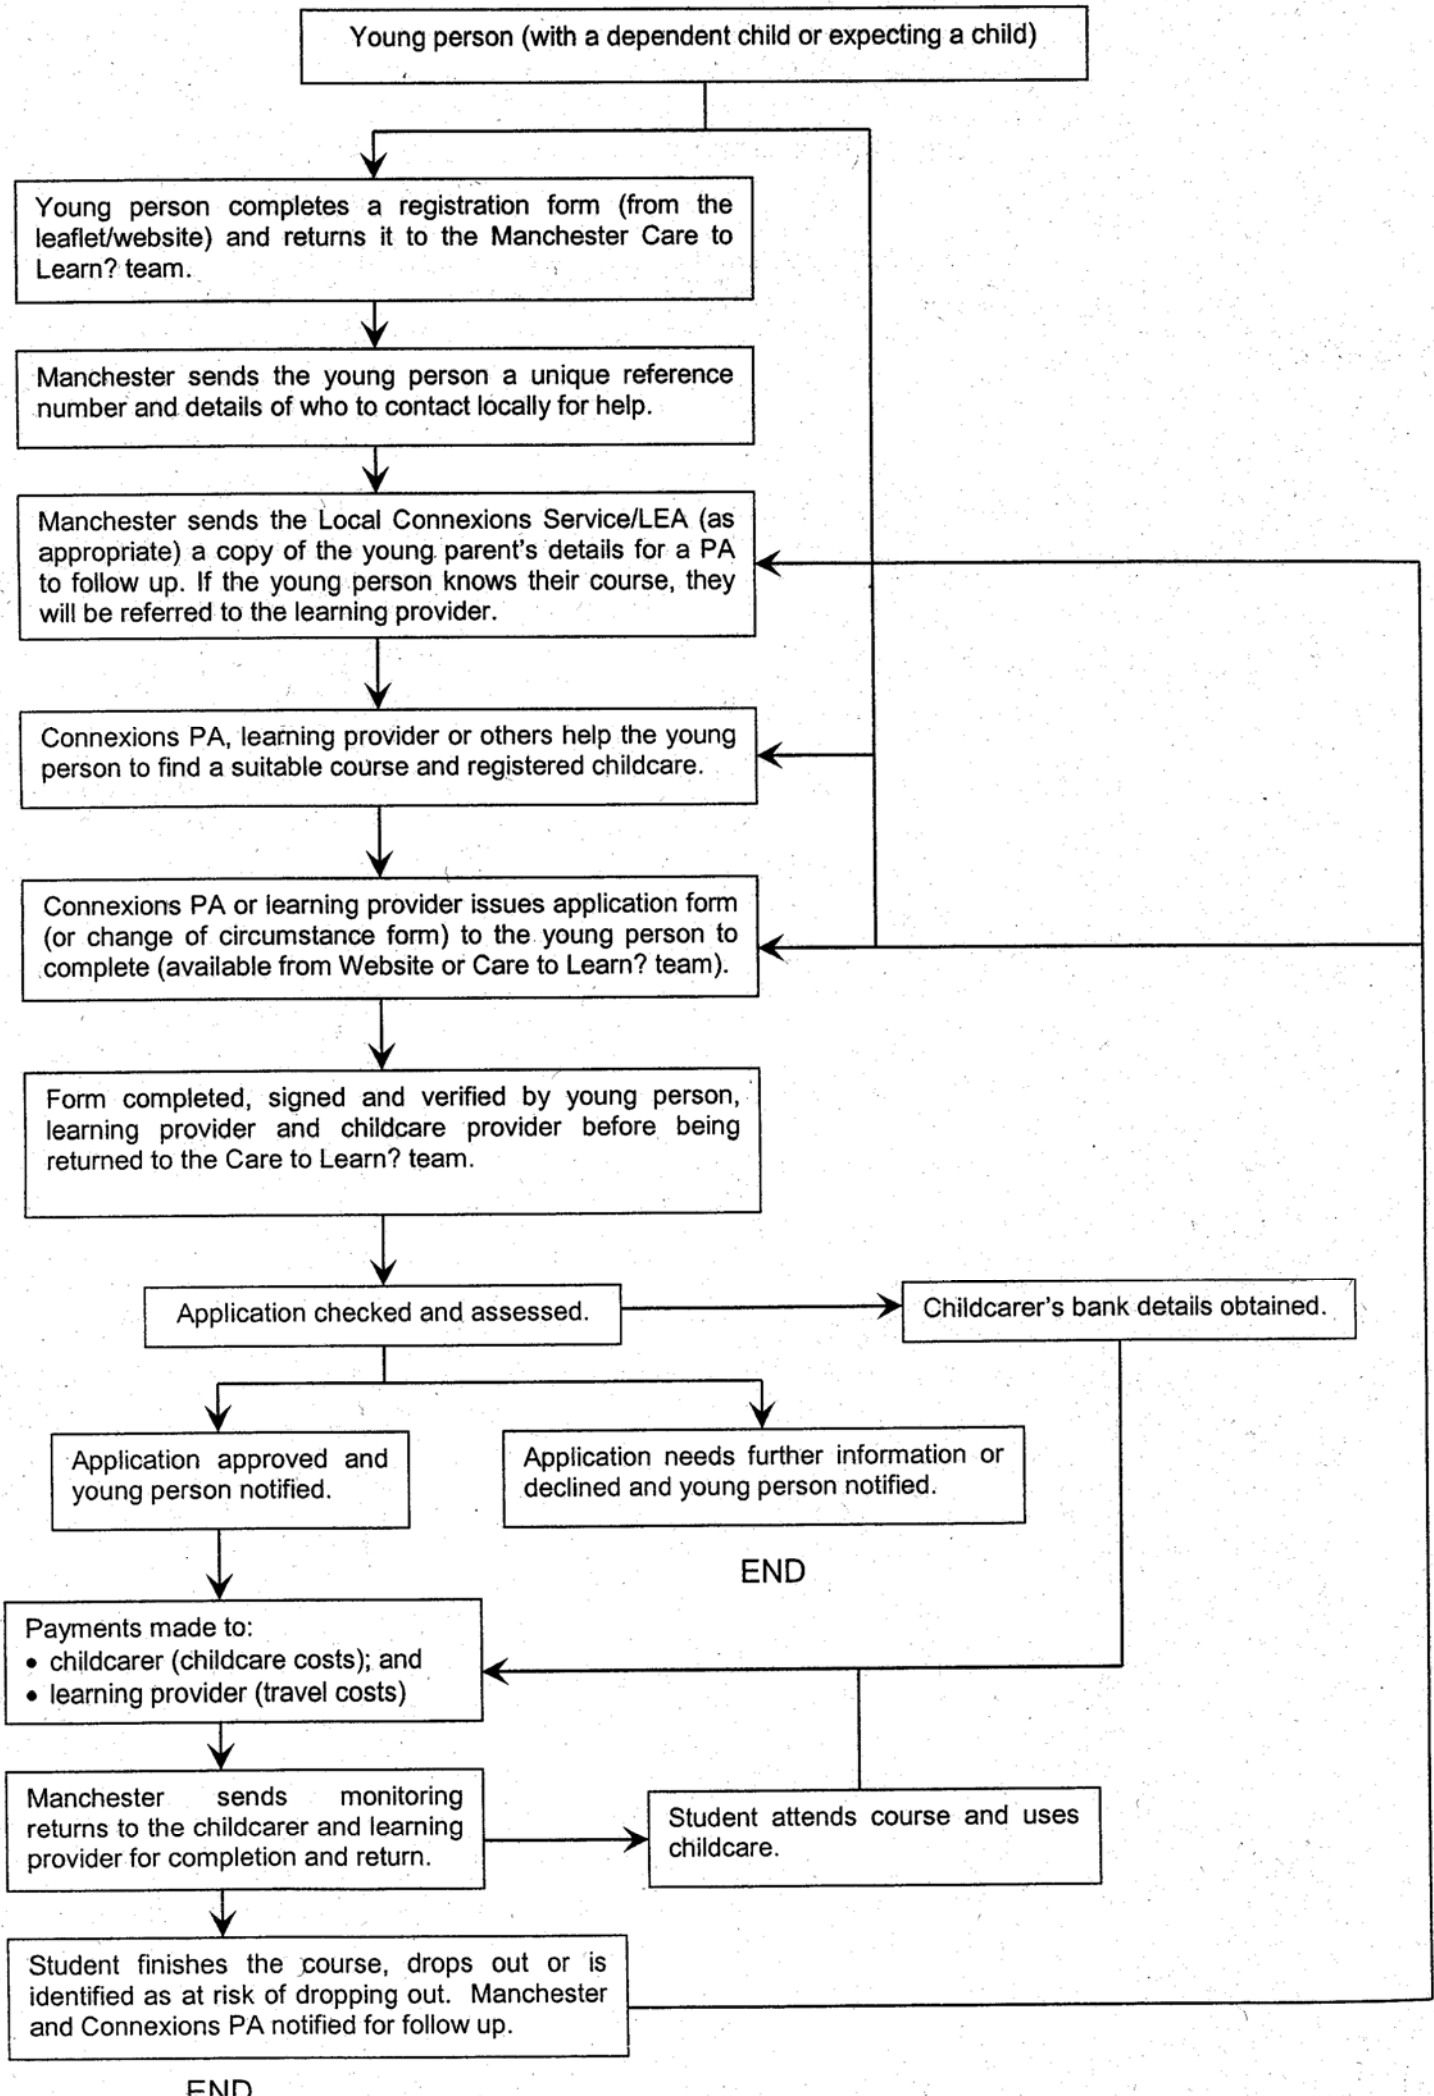 Young person (with a dependent child or expecting a child)
Young person completes a registration form (from the
leaflet/website) and returns it to the Manchester Care to
Learn? team.
Manchester sends the young person a unique reference
number and details of who to contact locally for help.
Manchester sends the Local Connexions Service/LEA (as
appropriate) a copy of the young parent's details for a PA
to follow up. If the young person knows their course, they
will be referred to the learning provider.
Connexions PA, learning provider or others help the young
person to find a suitable course and registered childcare.
Connexions PA or learning provider issues application form
(or change of circumstance form) to the young person to
complete (available from Website or Care to Learn? team).
Form completed, signed and verified by young person,
learning provider and childcare provider before being
returned to the Care to Learn? team.
Application checked and assessed.
Childcarer's bank details obtained.
Application approved and
young person notified.
Application needs further information or
declined and young person notified.
END
Payments made to:
• childcarer (childcare costs); and
• learning provider (travel costs)
Manchester sends monitoring
returns to the childcarer and learning
provider for completion and return.
Student attends course and uses
childcare.
Student finishes the course, drops out or is
identified as at risk of dropping out. Manchester
and Connexions PA notified for follow up.
END